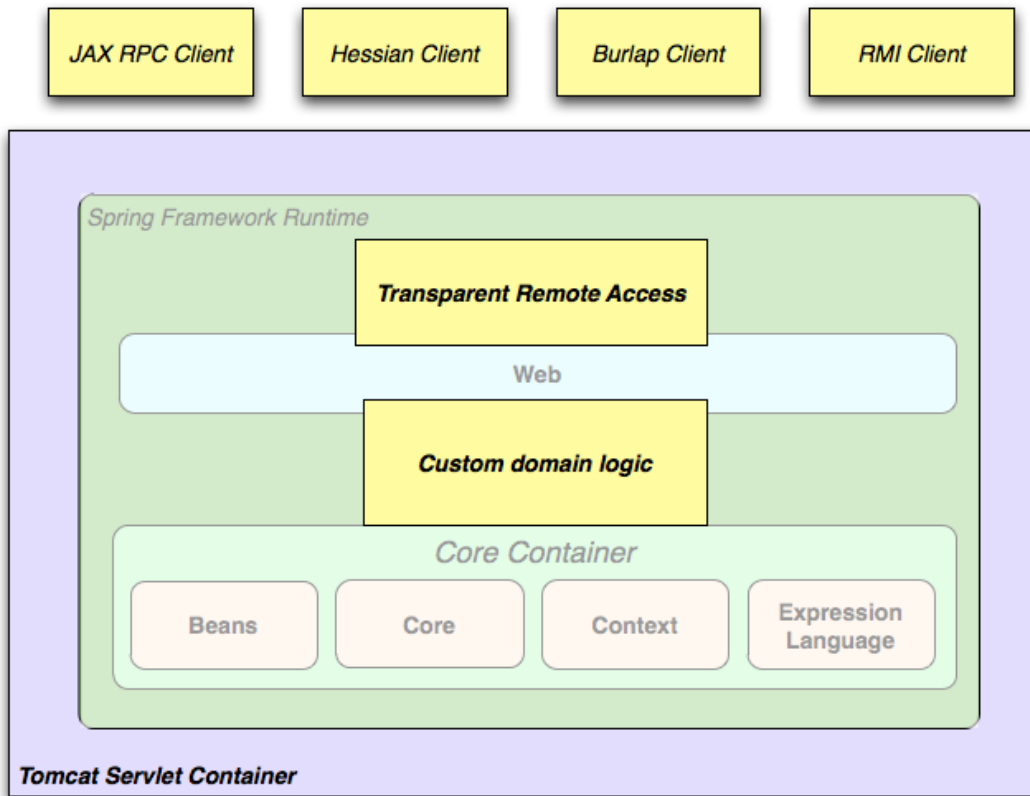 JAX RPC Client
Hessian Client
Burlap Client
RMI Client
Spring Framework Runtime
Transparent Remote Access
Web
Custom domain logic
Core Container
Beans
Core
Context
Expression
Language
Tomcat Servlet Container